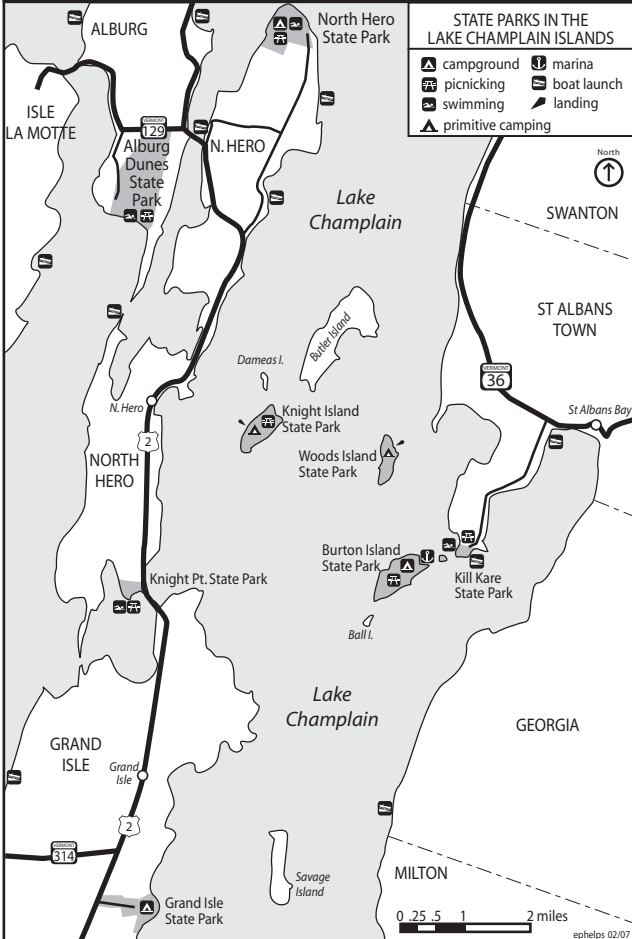 STATE PARKS IN THE
LAKE CHAMPLAIN ISLANDS
campground
marina
picnicking
boat launch
swimming
landing
primitive camping
North
ALBURG
North Hero
State Park
ISLE
LA MOTTE
VERMONT
129
N. HERO
Alburg
Dunes
State
Park
Lake
Champlain
SWANTON
ST ALBANS
TOWN
Butler Island
Dameas I.
VERMONT
36
N. Hero
2
Knight Island
State Park
St Albans Bay
Woods Island
State Park
NORTH
HERO
Burton Island
State Park
Knight Pt. State Park
Kill Kare
State Park
Ball I.
Lake
Champlain
GEORGIA
GRAND
ISLE
Grand
Isle
2
VERMONT
314
MILTON
Savage
Island
Grand Isle
State Park
0 .25 .5 1 2 miles
ephelps 02/07